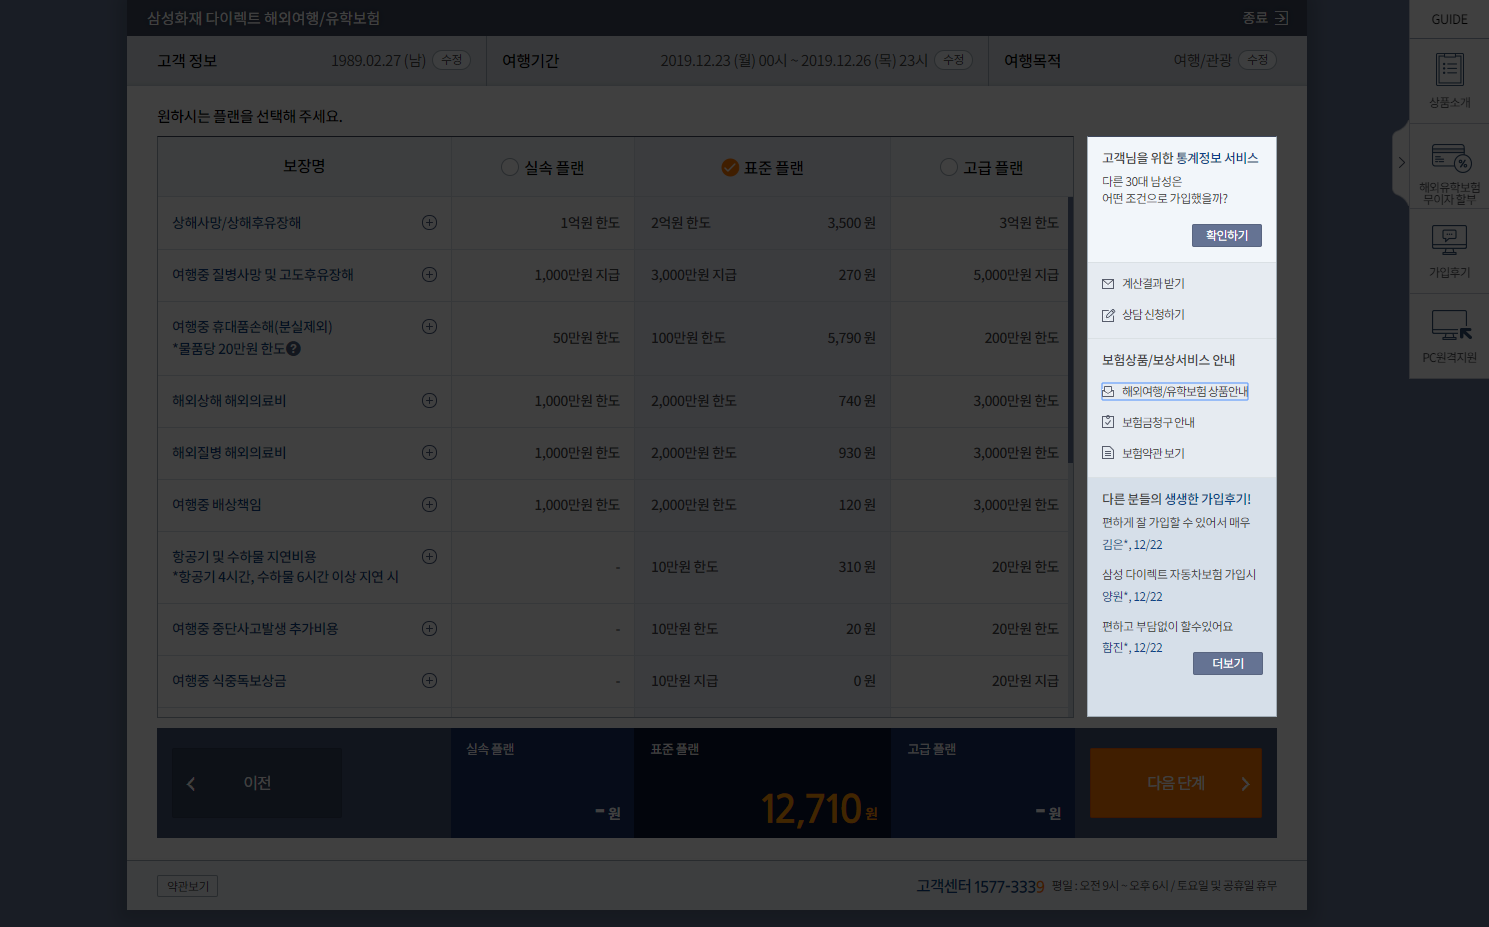 삼성화재 다이렉트 해외여행/유학보험
종료
GUIDE
고객 정보 1989.02.27 (남) 수정
여행기간 2019.12.23 (월) 00시 ~ 2019.12.26 (목) 23시 수정
여행목적 여행/관광 수정
상품소개
해외유학보험
무이자 할부
가입후기
PC원격지원
원하시는 플랜을 선택해 주세요.
보장명 실속 플랜 표준 플랜 고급 플랜
상해사망/상해후유장해 1억원 한도 2억원 한도 3,500 원 3억원 한도
여행중 질병사망 및 고도후유장해 1,000만원 지급 3,000만원 지급 270 원 5,000만원 지급
여행중 휴대품손해(분실제외)
*물품당 20만원 한도 ? 50만원 한도 100만원 한도 5,790 원 200만원 한도
해외상해 해외의료비 1,000만원 한도 2,000만원 한도 740 원 3,000만원 한도
해외질병 해외의료비 1,000만원 한도 2,000만원 한도 930 원 3,000만원 한도
여행중 배상책임 1,000만원 한도 2,000만원 한도 120 원 3,000만원 한도
항공기 및 수하물 지연비용
*항공기 4시간, 수하물 6시간 이상 지연 시 - 10만원 한도 310 원 20만원 한도
여행중 중단사고발생 추가비용 - 10만원 한도 20 원 20만원 한도
여행중 식중독보상금 - 10만원 지급 0 원 20만원 지급
고객님을 위한 통계정보 서비스
다른 30대 남성은
어떤 조건으로 가입했을까?
확인하기
계산결과 받기
상담 신청하기
보험상품/보상서비스 안내
해외여행/유학보험 상품안내
보험금청구 안내
보험약관 보기
다른 분들의 생생한 가입후기!
편하게 잘 가입할 수 있어서 매우
김은*, 12/22
삼성 다이렉트 자동차보험 가입시
양원*, 12/22
편하고 부담없이 할수있어요
함진*, 12/22
더보기
이전
실속 플랜
- 원
표준 플랜
12,710 원
고급 플랜
- 원
다음 단계
약관보기
고객센터 1577-3339 평일 : 오전 9시 ~ 오후 6시 / 토요일 및 공휴일 휴무